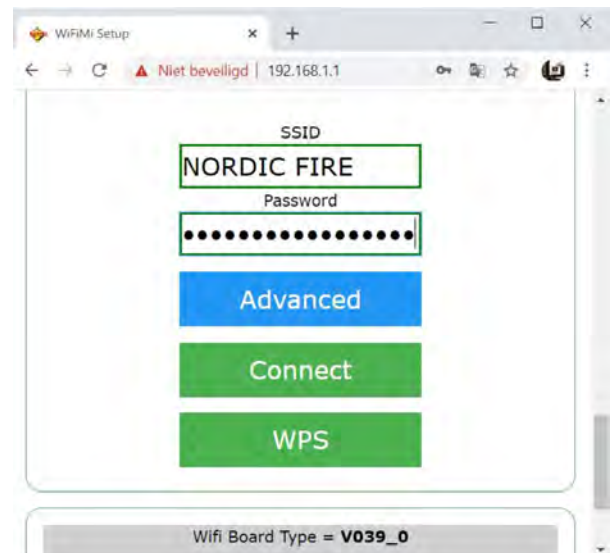 WiFiMi Setup
Niet beveiligd | 192.168.1.1
SSID
NORDIC FIRE
Password
•••••••••••••••••
Advanced
Connect
WPS
Wifi Board Type = V039_0